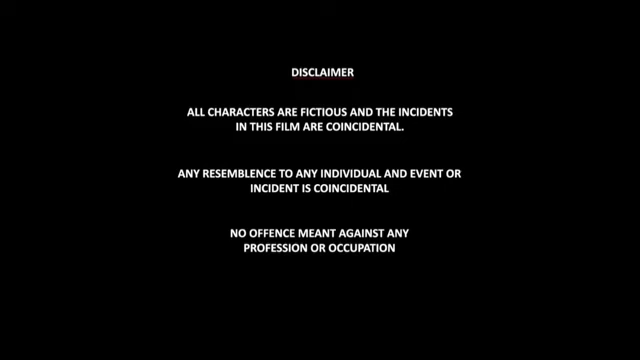 DISCLAIMER
ALL CHARACTERS ARE FICTIOUS AND THE INCIDENTS
IN THIS FILM ARE COINCIDENTAL.
ANY RESEMBLENCE TO ANY INDIVIDUAL AND EVENT OR
INCIDENT IS COINCIDENTAL
NO OFFENCE MEANT AGAINST ANY
PROFESSION OR OCCUPATION